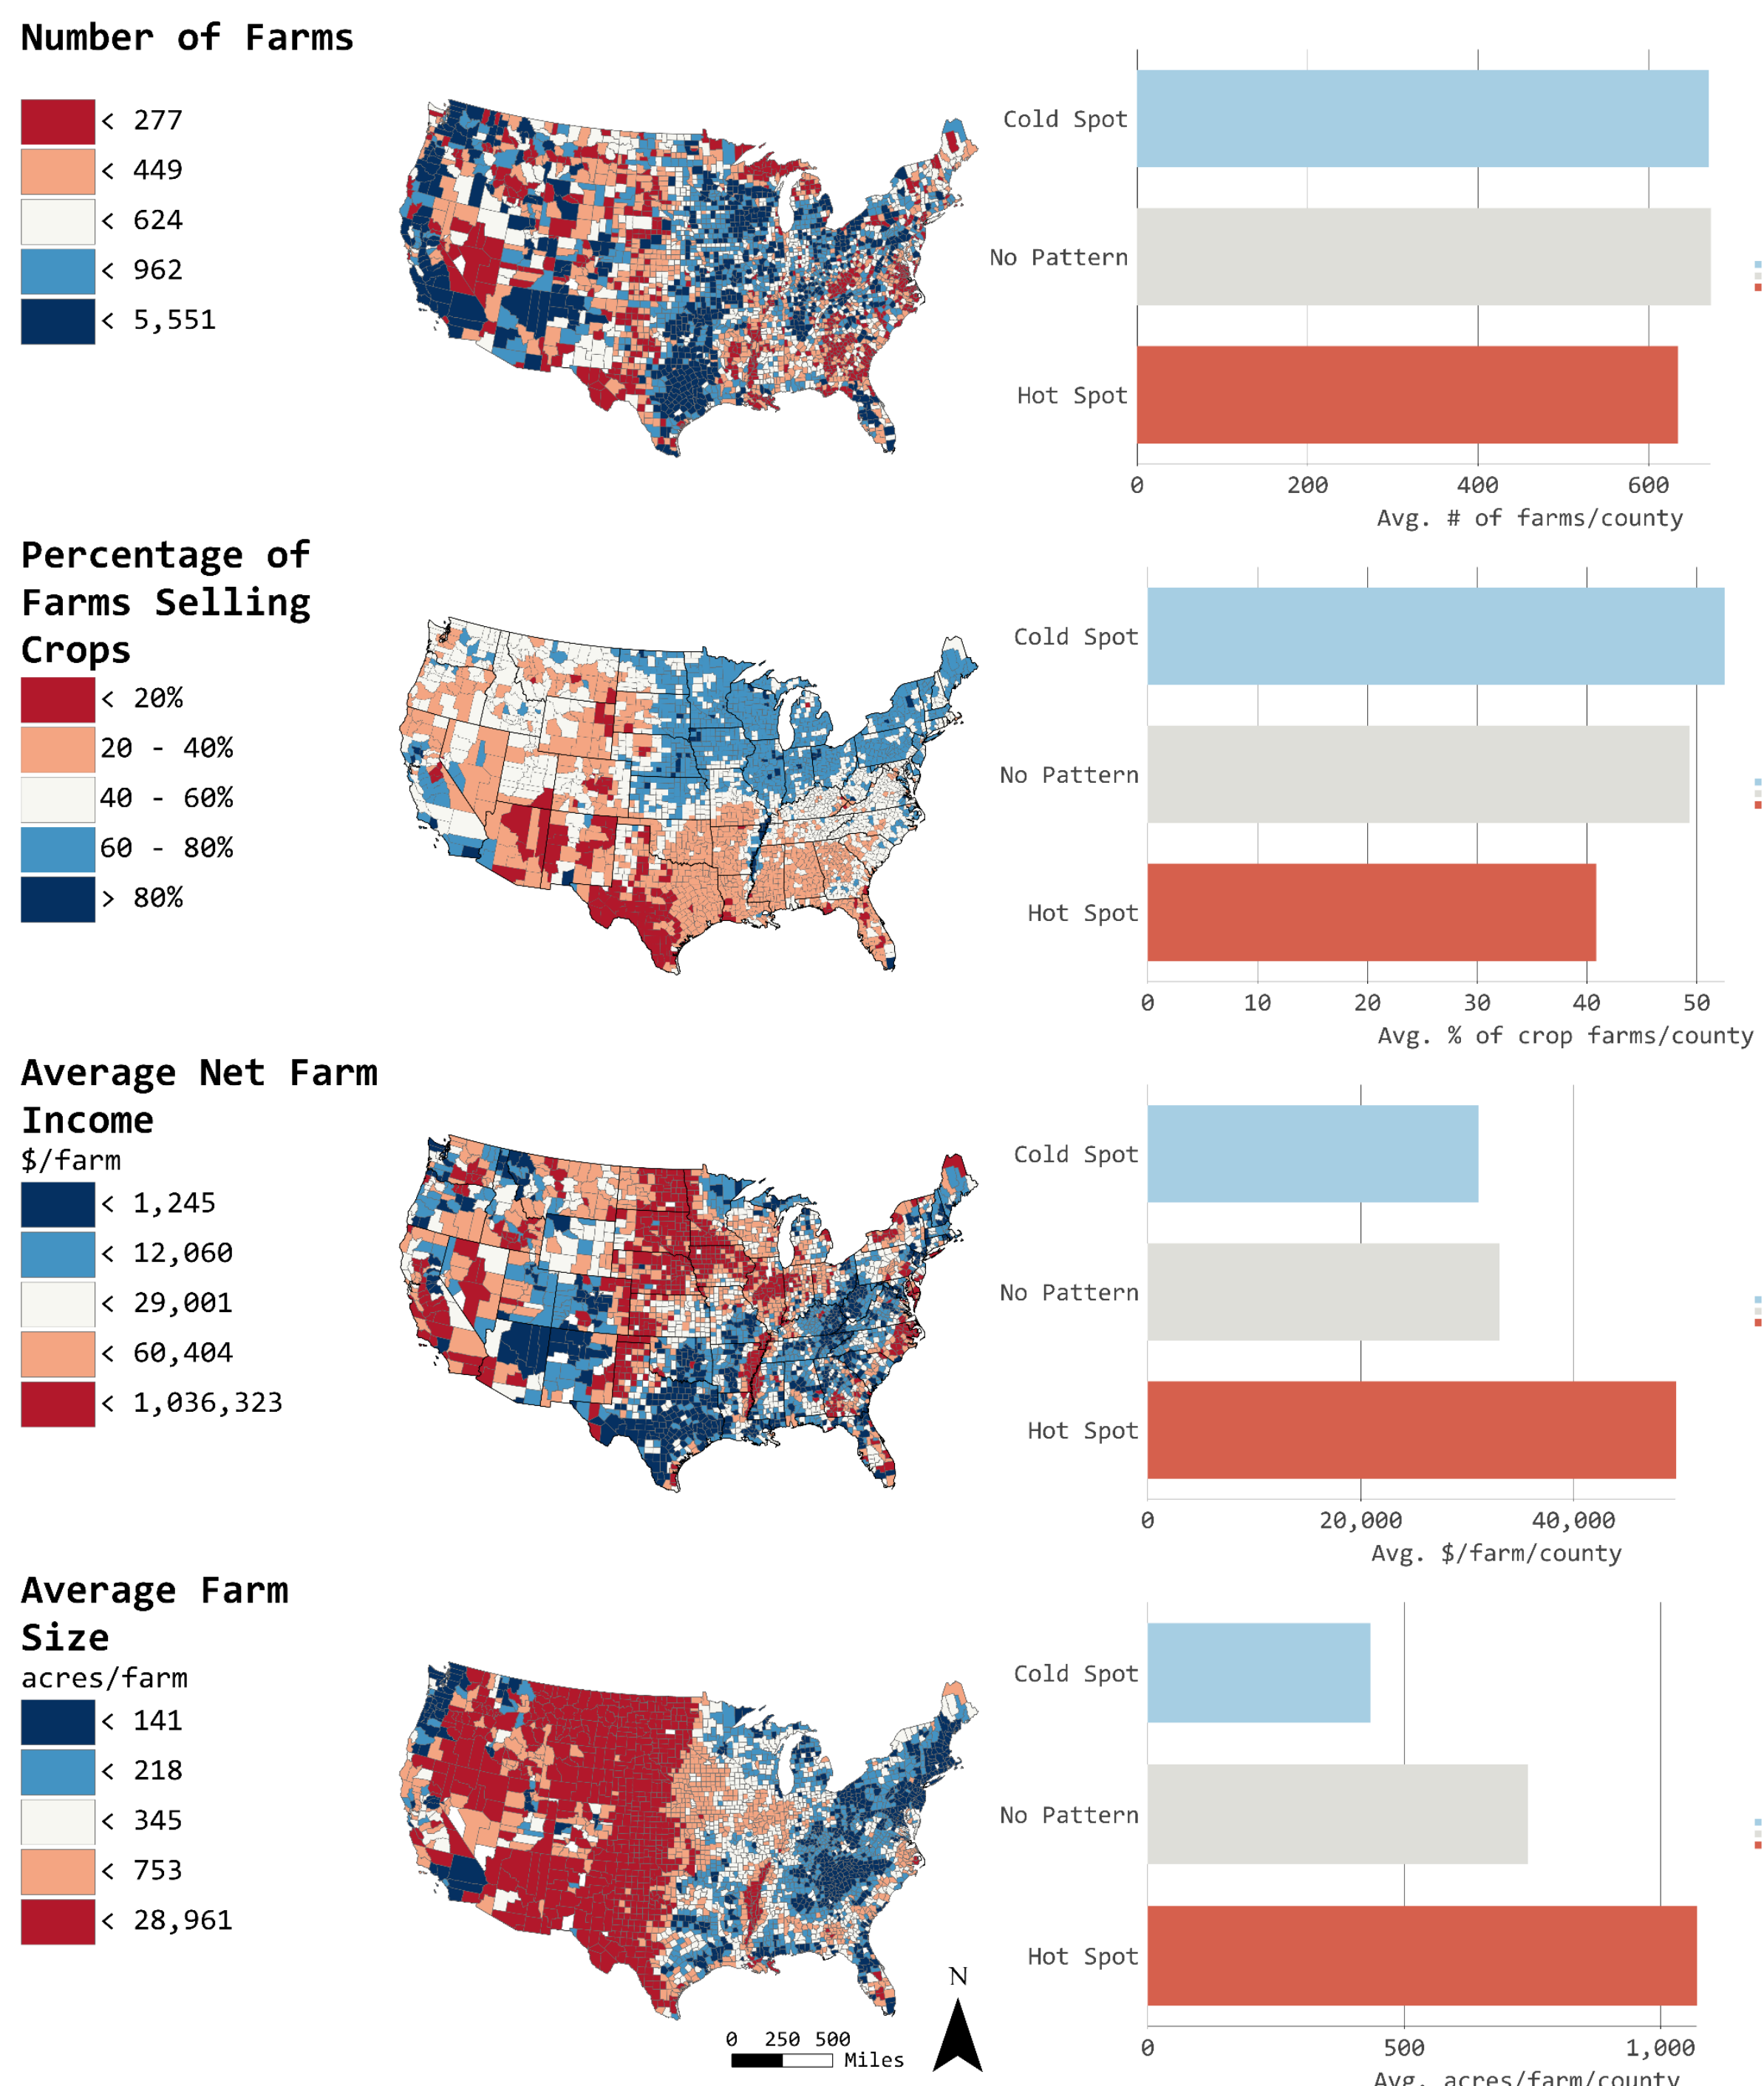 Number of Farms
< 277
< 449
< 624
< 962
< 5,551
Cold Spot
No Pattern
Hot Spot
0 200 400 600
Avg. # of farms/county
Percentage of
Farms Selling
Crops
< 20%
20 - 40%
40 - 60%
60 - 80%
> 80%
Cold Spot
No Pattern
Hot Spot
0 10 20 30 40 50
Avg. % of crop farms/county
Average Net Farm
Income
$/farm
< 1,245
< 12,060
< 29,001
< 60,404
< 1,036,323
Cold Spot
No Pattern
Hot Spot
0 20,000 40,000
Avg. $/farm/county
Average Farm
Size
acres/farm
< 141
< 218
< 345
< 753
< 28,961
N
0 250 500
Miles
Cold Spot
No Pattern
Hot Spot
0 500 1,000
Avg. acres/farm/county